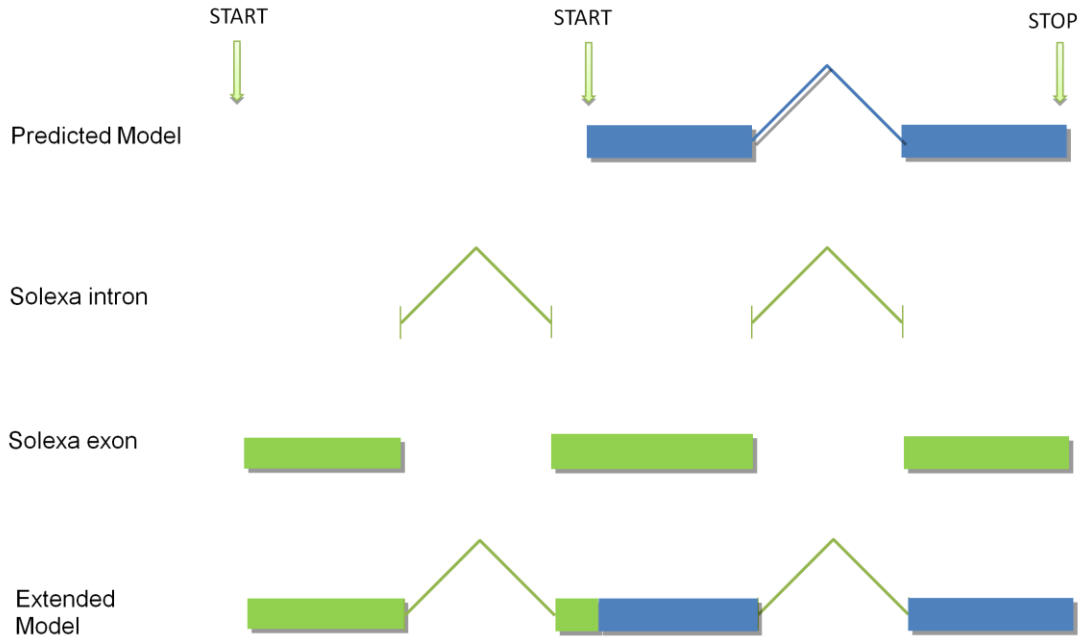 START
START
STOP
Predicted Model
Solexa intron
Solexa exon
Extended
Model